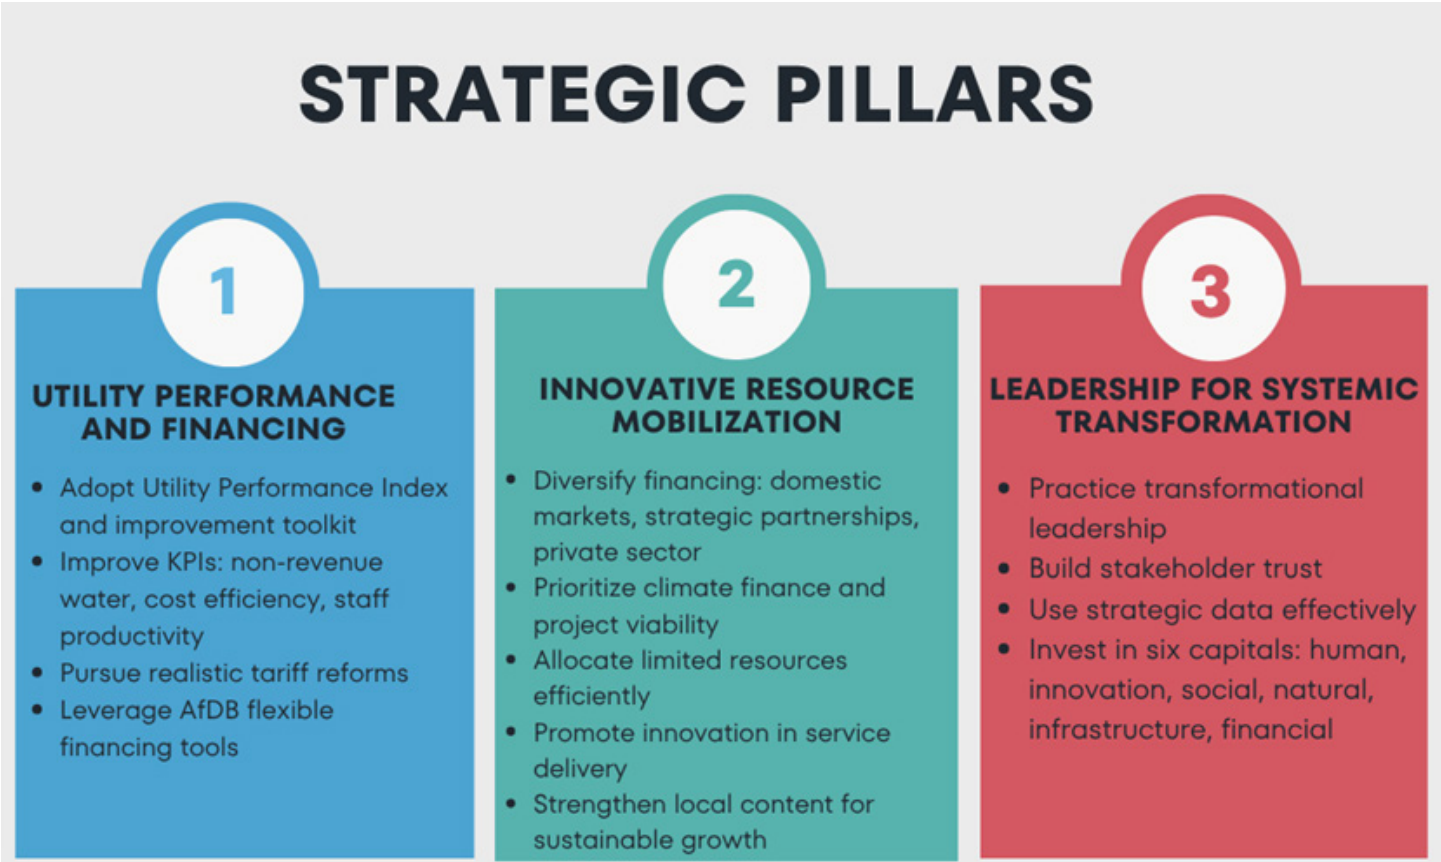 STRATEGIC PILLARS
1
UTILITY PERFORMANCE
AND FINANCING
• Adopt Utility Performance Index
and improvement toolkit
• Improve KPIs: non-revenue
water, cost efficiency, staff
productivity
• Pursue realistic tariff reforms
• Leverage AfDB flexible
financing tools
2
INNOVATIVE RESOURCE
MOBILIZATION
• Diversify financing: domestic
markets, strategic partnerships,
private sector
• Prioritize climate finance and
project viability
• Allocate limited resources
efficiently
• Promote innovation in service
delivery
• Strengthen local content for
sustainable growth
3
LEADERSHIP FOR SYSTEMIC
TRANSFORMATION
• Practice transformational
leadership
• Build stakeholder trust
• Use strategic data effectively
• Invest in six capitals: human,
innovation, social, natural,
infrastructure, financial